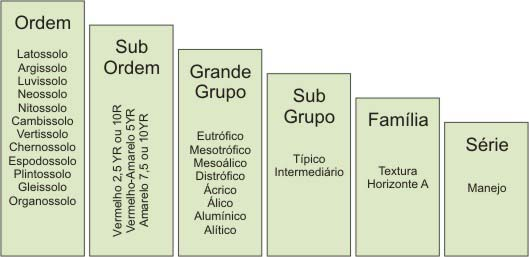 Ordem
Latossolo
Argissolo
Luvissolo
Neossolo
Nitossolo
Cambissolo
Vertissolo
Chernossolo
Espodossolo
Plintossolo
Gleissolo
Organossolo
Sub
Ordem
Vermelho 2,5 YR ou 10R
Vermelho-Amarelo 5YR
Amarelo 7,5 ou 10YR
Grande
Grupo
Eutrófico
Mesotrófico
Mesoálico
Distrófico
Ácrico
Álico
Alumínico
Alítico
Sub
Grupo
Típico
Intermediário
Família
Textura
Horizonte A
Série
Manejo